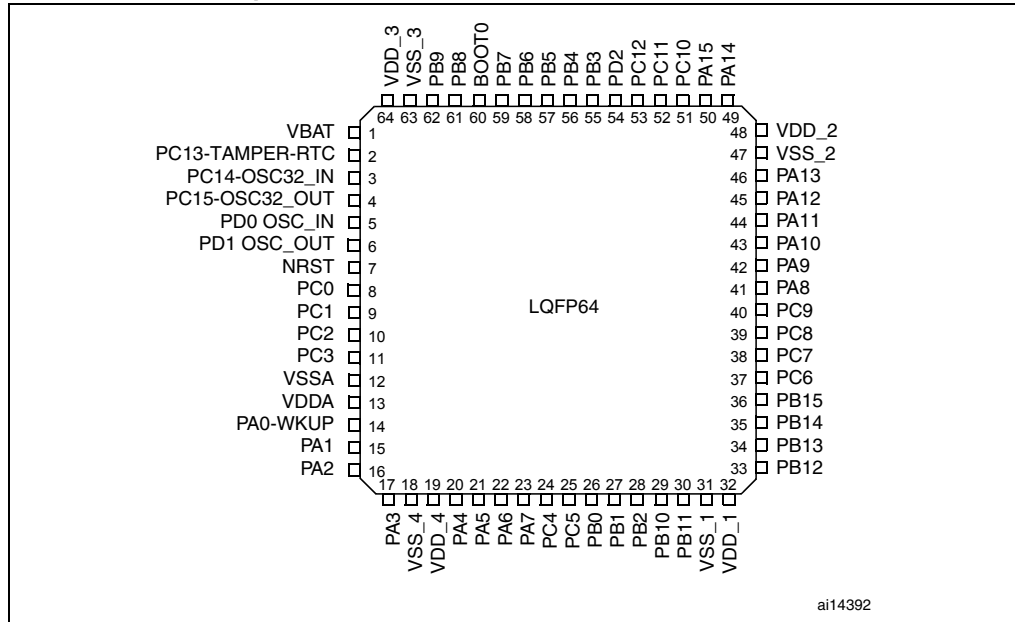 VDD_3
VSS_3
PB9
PB8
BOOT0
PB7
PB6
PB5
PB4
PB3
PD2
PC12
PC11
PC10
PA15
PA14
64 63 62 61 60 59 58 57 56 55 54 53 52 51 50 49
VBAT 1
PC13-TAMPER-RTC 2
PC14-OSC32_IN 3
PC15-OSC32_OUT 4
PD0 OSC_IN 5
PD1 OSC_OUT 6
NRST 7
PC0 8
PC1 9
PC2 10
PC3 11
VSSA 12
VDDA 13
PA0-WKUP 14
PA1 15
PA2 16
LQFP64
48 VDD_2
47 VSS_2
46 PA13
45 PA12
44 PA11
43 PA10
42 PA9
41 PA8
40 PC9
39 PC8
38 PC7
37 PC6
36 PB15
35 PB14
34 PB13
33 PB12
17 18 19 20 21 22 23 24 25 26 27 28 29 30 31 32
PA3
VSS_4
VDD_4
PA4
PA5
PA6
PA7
PC4
PC5
PB0
PB1
PB2
PB10
PB11
VSS_1
VDD_1
ai14392